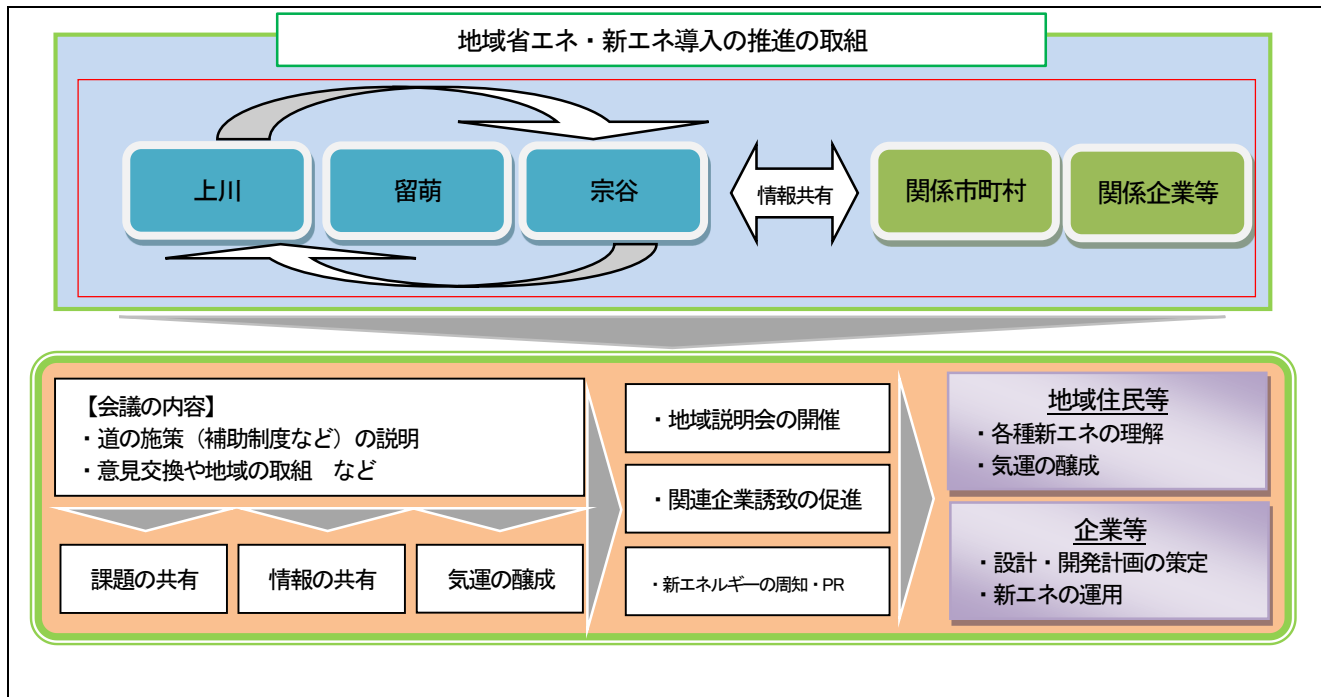 地域省エネ・新エネ導入の推進の取組
上川
留萌
宗谷
情報共有
関係市町村
関係企業等
【会議の内容】
・道の施策（補助制度など）の説明
・意見交換や地域の取組　など
課題の共有
情報の共有
気運の醸成
・地域説明会の開催
・関連企業誘致の促進
・新エネルギーの周知・PR
地域住民等
・各種新エネの理解
・気運の醸成
企業等
・設計・開発計画の策定
・新エネの運用